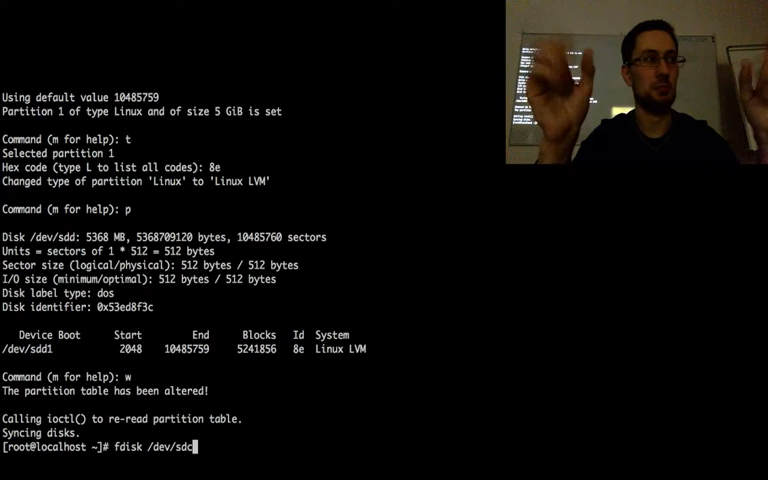 Using default value 10485759
Partition 1 of type Linux and of size 5 GiB is set
Command (m for help): t
Selected partition 1
Hex code (type L to list all codes): 8e
Changed type of partition 'Linux' to 'Linux LVM'
Command (m for help): p
Disk /dev/sdd: 5368 MB, 5368709120 bytes, 10485760 sectors
Units = sectors of 1 * 512 = 512 bytes
Sector size (logical/physical): 512 bytes / 512 bytes
I/O size (minimum/optimal): 512 bytes / 512 bytes
Disk label type: dos
Disk identifier: 0x53ed8f3c
Device Boot Start End Blocks Id System
/dev/sdd1 2048 10485759 5241856 8e Linux LVM
Command (m for help): w
The partition table has been altered!
Calling ioctl() to re-read partition table.
Syncing disks.
[root@localhost ~]# fdisk /dev/sdc